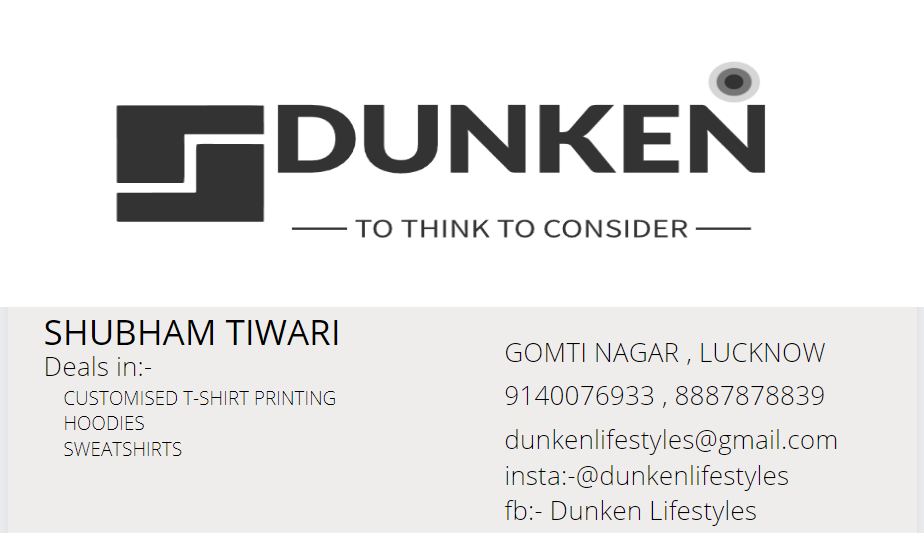 DUNKEN
TO THINK TO CONSIDER
SHUBHAM TIWARI
Deals in:-
CUSTOMISED T-SHIRT PRINTING
HOODIES
SWEATSHIRTS
GOMTI NAGAR , LUCKNOW
9140076933 , 8887878839
dunkenlifestyles@gmail.com
insta:-@dunkenlifestyles
fb:- Dunken Lifestyles